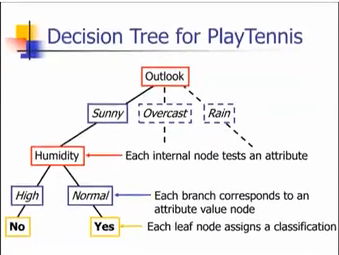 Decision Tree for PlayTennis
Outlook
Sunny Overcast Rain
Humidity Each internal node tests an attribute
High Normal Each branch corresponds to an
attribute value node
No Yes Each leaf node assigns a classification